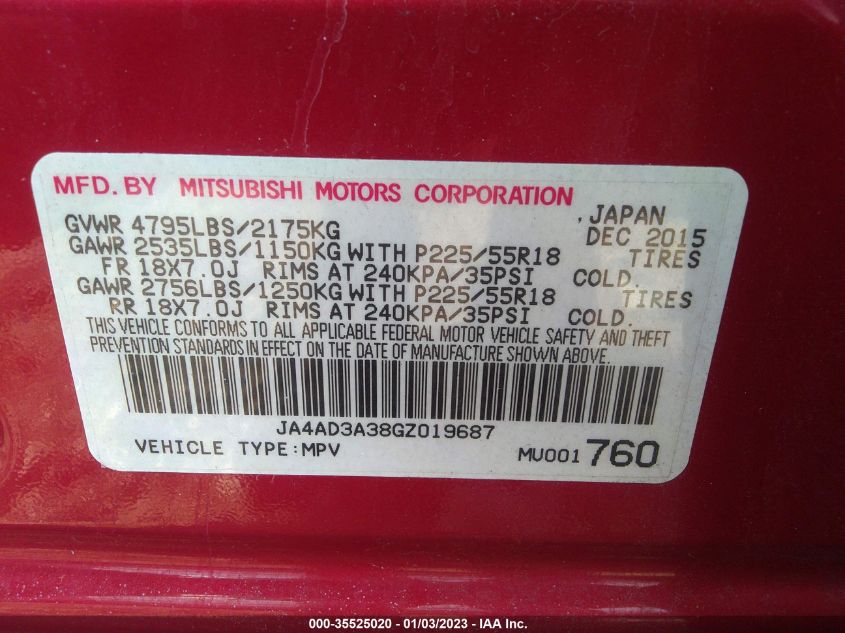 MFD. BY MITSUBISHI MOTORS CORPORATION
GVWR 4795LBS/2175KG , JAPAN DEC 2015
GAWR 2535LBS/1150KG WITH P225/55R18 TIRES
FR 18X7.0J RIMS AT 240KPA/35PSI COLD.
GAWR 2756LBS/1250KG WITH P225/55R18 TIRES
RR 18X7.0J RIMS AT 240KPA/35PSI COLD.
THIS VEHICLE CONFORMS TO ALL APPLICABLE FEDERAL MOTOR VEHICLE SAFETY AND THEFT
PREVENTION STANDARDS IN EFFECT ON THE DATE OF MANUFACTURE SHOWN ABOVE.
JA4AD3A38GZ019687
VEHICLE TYPE:MPV MU001 760
000-35525020 - 01/03/2023 - IAA Inc.